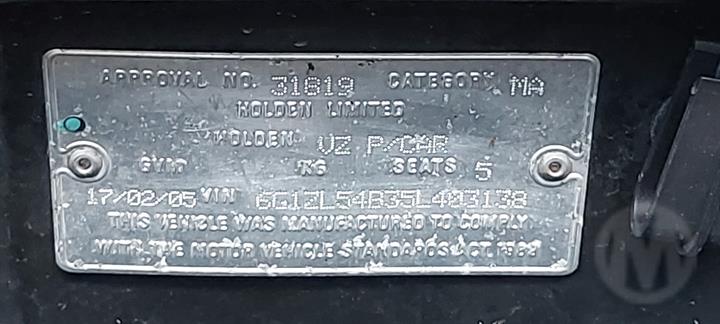 APPROVAL NO. 31819 CATEGORY MA
HOLDEN LIMITED
HOLDEN VZ P/CAR
GVM KG SEATS 5
17/02/05 VIN 6G1ZL54B35L403138
THIS VEHICLE WAS MANUFACTURED TO COMPLY
WITH THE MOTOR VEHICLE STANDARDS ACT 1989
M